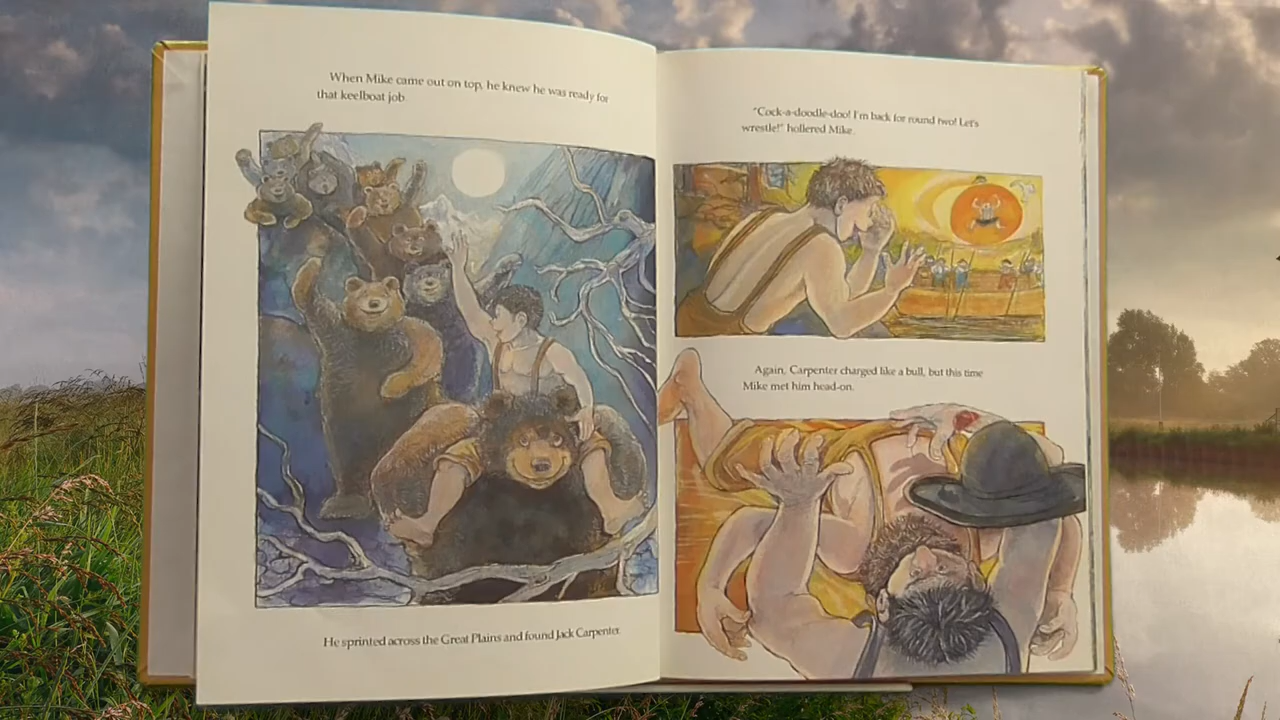 When Mike came out on top, he knew he was ready for
that keelboat job.
He sprinted across the Great Plains and found Jack Carpenter.
"Cock-a-doodle-doo! I'm back for round two! Let's
wrestle!" hollered Mike.
Again, Carpenter charged like a bull, but this time
Mike met him head-on.